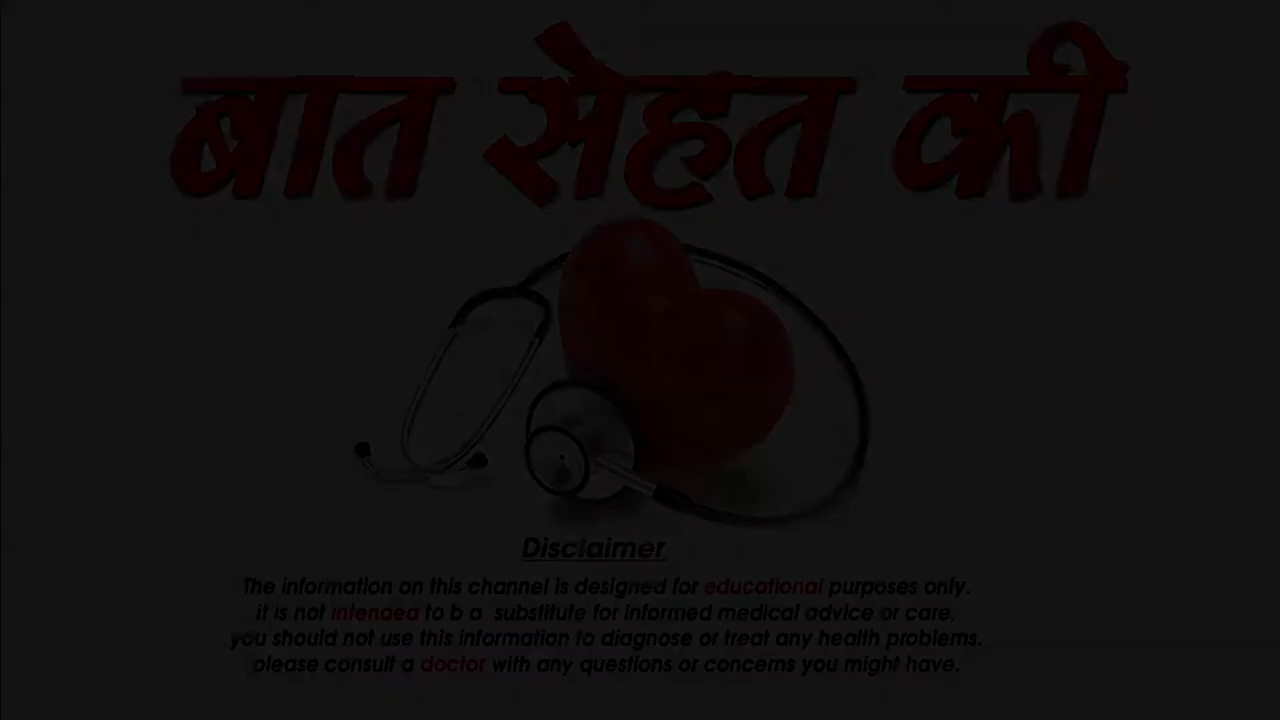 बात सेहत की
Disclaimer
The information on this channel is designed for educational purposes only.
it is not intended to b a substitute for informed medical advice or care.
you should not use this information to diagnose or treat any health problems.
please consult a doctor with any questions or concerns you might have.